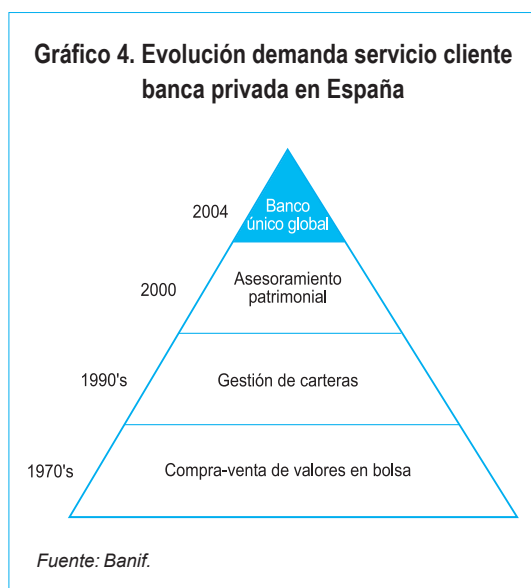 Gráfico 4. Evolución demanda servicio cliente
banca privada en España
2004
Banco
único global
2000
Asesoramiento
patrimonial
1990's
Gestión de carteras
1970's
Compra-venta de valores en bolsa
Fuente: Banif.